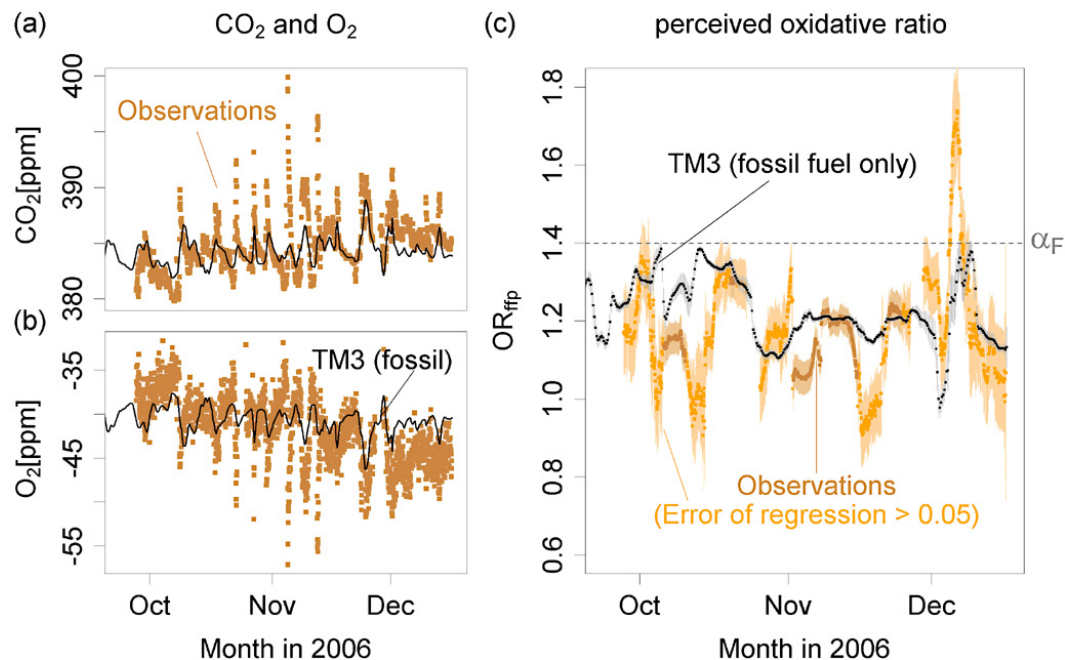 (a) CO₂ and O₂
CO₂[ppm]
400
390
380
Observations
(b)
O₂[ppm]
-35
-45
-55
TM3 (fossil)
Oct Nov Dec
Month in 2006
(c) perceived oxidative ratio
OR_ffp
1.8
1.6
1.4
1.2
1.0
0.8
0.6
TM3 (fossil fuel only)
α_F
Observations
(Error of regression > 0.05)
Oct Nov Dec
Month in 2006